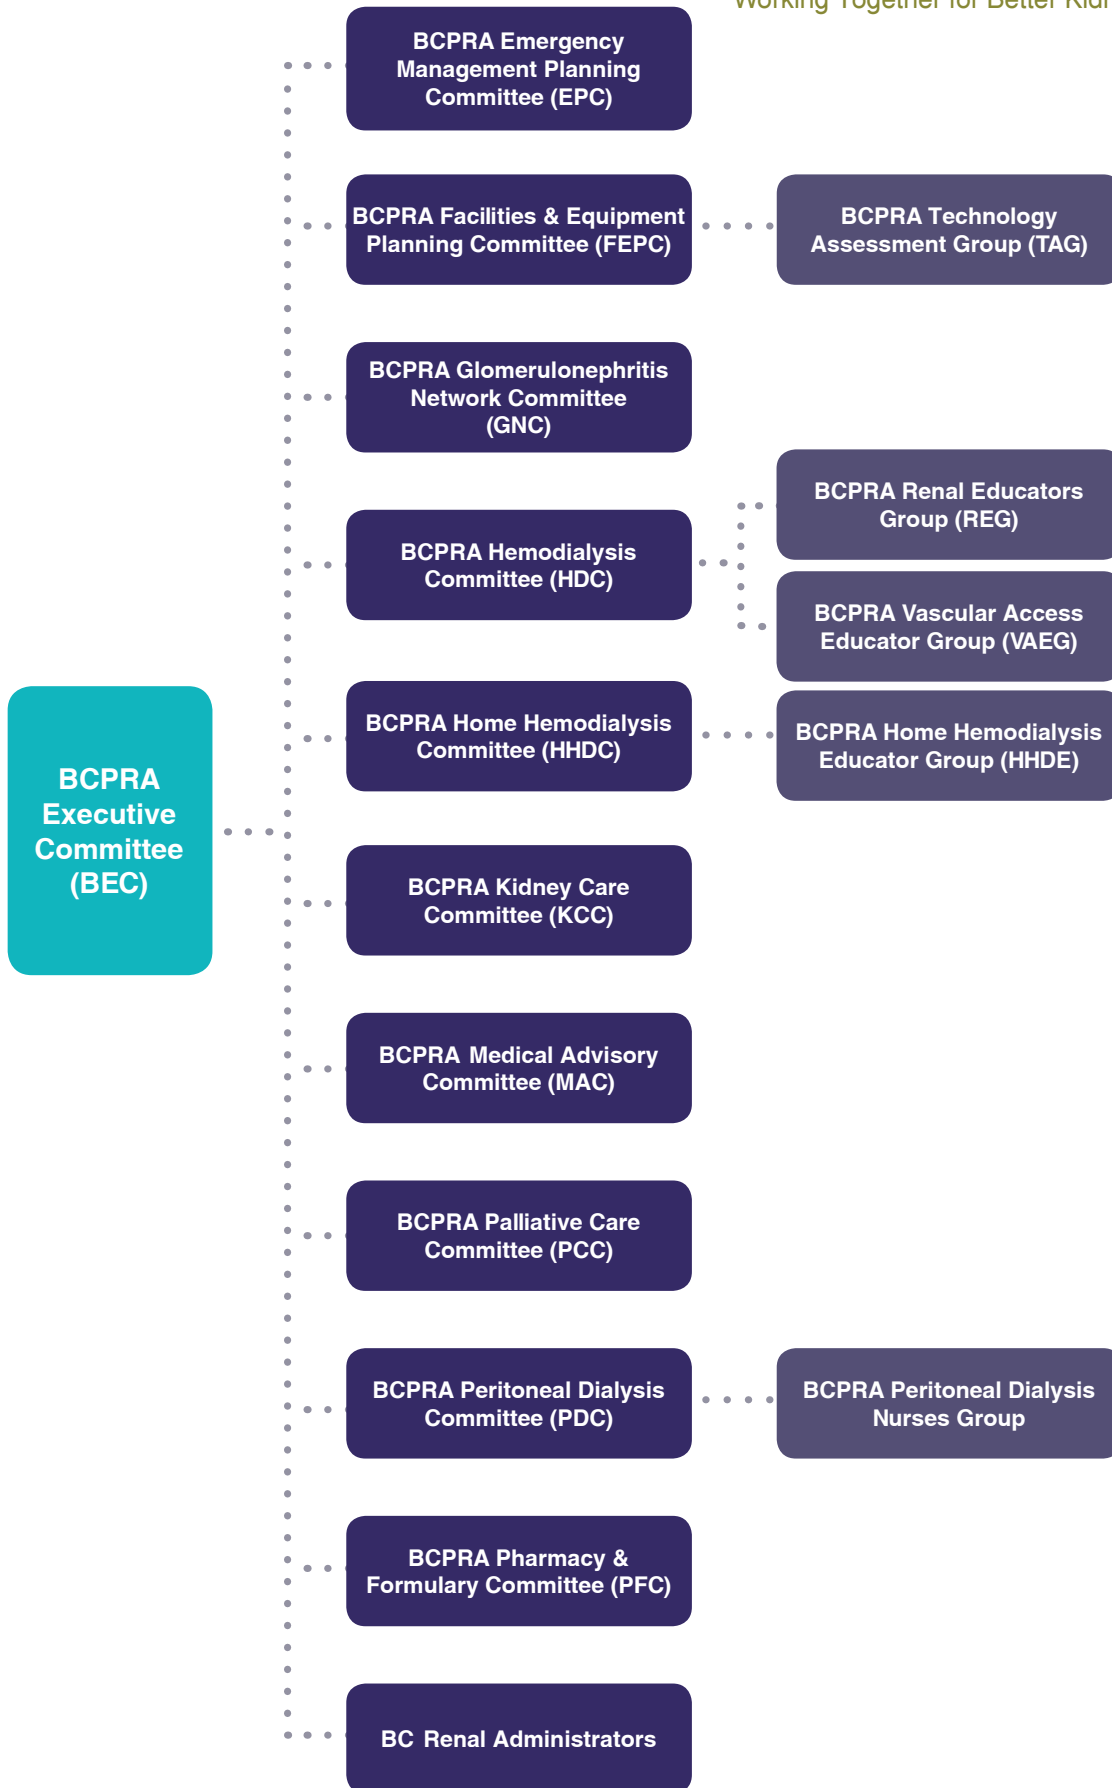 Working Together for Better
BCPRA Emergency
Management Planning
Committee (EPC)
BCPRA Facilities & Equipment
Planning Committee (FEPC)
BCPRA Technology
Assessment Group (TAG)
BCPRA Glomerulonephritis
Network Committee
(GNC)
BCPRA Renal Educators
Group (REG)
BCPRA Hemodialysis
Committee (HDC)
BCPRA Vascular Access
Educator Group (VAEG)
BCPRA Home Hemodialysis
Committee (HHDC)
BCPRA Home Hemodialysis
Educator Group (HHDE)
BCPRA
Executive
Committee
(BEC)
BCPRA Kidney Care
Committee (KCC)
BCPRA Medical Advisory
Committee (MAC)
BCPRA Palliative Care
Committee (PCC)
BCPRA Peritoneal Dialysis
Committee (PDC)
BCPRA Peritoneal Dialysis
Nurses Group
BCPRA Pharmacy &
Formulary Committee (PFC)
BC Renal Administrators